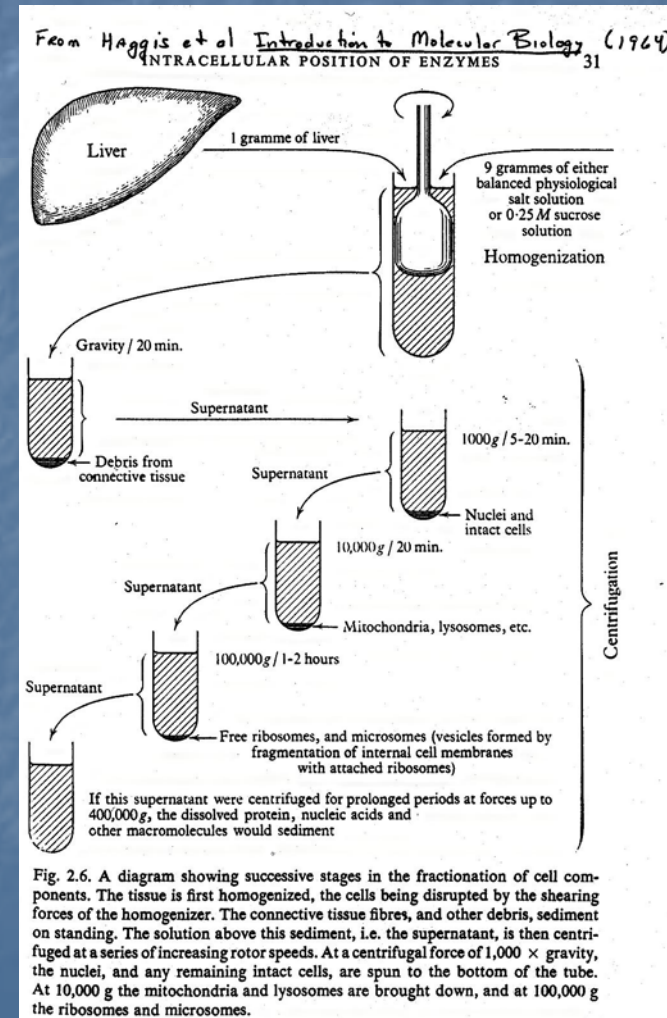 From Haggis et al Introduction to Molecular Biology (1964)
INTRACELLULAR POSITION OF ENZYMES 31
Liver
1 gramme of liver
9 grammes of either
balanced physiological
salt solution
or 0·25 M sucrose
solution
Homogenization
Gravity / 20 min.
Supernatant
Debris from
connective tissue
1000g / 5-20 min.
Supernatant
Nuclei and
intact cells
10,000g / 20 min.
Supernatant
Mitochondria, lysosomes, etc.
100,000g / 1-2 hours
Supernatant
Free ribosomes, and microsomes (vesicles formed by
fragmentation of internal cell membranes
with attached ribosomes)
Centrifugation
If this supernatant were centrifuged for prolonged periods at forces up to
400,000g, the dissolved protein, nucleic acids and
other macromolecules would sediment
Fig. 2.6. A diagram showing successive stages in the fractionation of cell com-
ponents. The tissue is first homogenized, the cells being disrupted by the shearing
forces of the homogenizer. The connective tissue fibres, and other debris, sediment
on standing. The solution above this sediment, i.e. the supernatant, is then centri-
fuged at a series of increasing rotor speeds. At a centrifugal force of 1,000 × gravity,
the nuclei, and any remaining intact cells, are spun to the bottom of the tube.
At 10,000 g the mitochondria and lysosomes are brought down, and at 100,000 g
the ribosomes and microsomes.